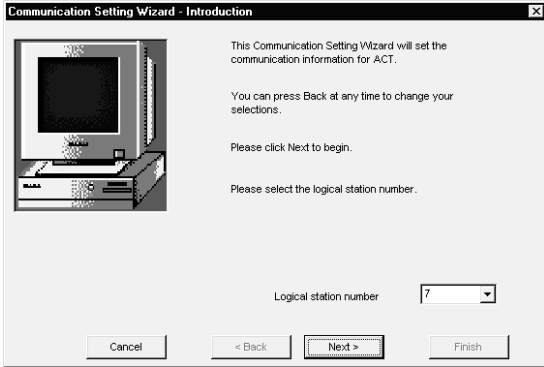 Communication Setting Wizard - Introduction
This Communication Setting Wizard will set the
communication information for ACT.
You can press Back at any time to change your
selections.
Please click Next to begin.
Please select the logical station number.
Logical station number
7
Cancel
< Back
Next >
Finish